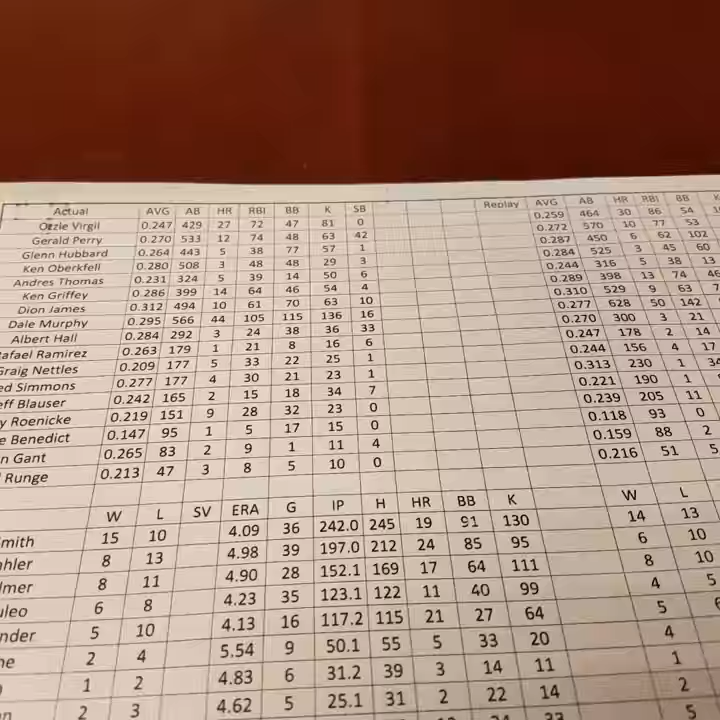 Actual AVG AB HR RBI BB K SB Replay AVG AB HR RBI BB K
Ozzie Virgil 0.247 429 27 72 47 81 0 0.259 464 30 86 54
Gerald Perry 0.270 533 12 74 48 63 42 0.272 570 10 77 53
Glenn Hubbard 0.264 443 5 38 77 57 1 0.287 450 6 62 102
Ken Oberkfell 0.280 508 3 48 48 29 3 0.284 525 3 45 60
Andres Thomas 0.231 324 5 39 14 50 6 0.244 316 5 38 13
Ken Griffey 0.286 399 14 64 46 54 4 0.289 398 13 74 46
Dion James 0.312 494 10 61 70 63 10 0.310 529 9 63
Dale Murphy 0.295 566 44 105 115 136 16 0.277 628 50 142
Albert Hall 0.284 292 3 24 38 36 33 0.270 300 3 21
afael Ramirez 0.263 179 1 21 8 16 6 0.247 178 2 14
Graig Nettles 0.209 177 5 33 22 25 1 0.244 156 4 17
ed Simmons 0.277 177 4 30 21 23 1 0.313 230 1 34
eff Blauser 0.242 165 2 15 18 34 7 0.221 190 1
y Roenicke 0.219 151 9 28 32 23 0 0.239 205 11
e Benedict 0.147 95 1 5 17 15 0 0.118 93 0
n Gant 0.265 83 2 9 1 11 4 0.159 88 2
Runge 0.213 47 3 8 5 10 0 0.216 51 5
W L SV ERA G IP H HR BB K W L
mith 15 10 4.09 36 242.0 245 19 91 130 14 13
hler 8 13 4.98 39 197.0 212 24 85 95 6 10
lmer 8 11 4.90 28 152.1 169 17 64 111 8 10
uleo 6 8 4.23 35 123.1 122 11 40 99 4 5
nder 5 10 4.13 16 117.2 115 21 27 64 5
ne 2 4 5.54 9 50.1 55 5 33 20 4
1 2 4.83 6 31.2 39 3 14 11 1
2 3 4.62 5 25.1 31 2 22 14 2
5